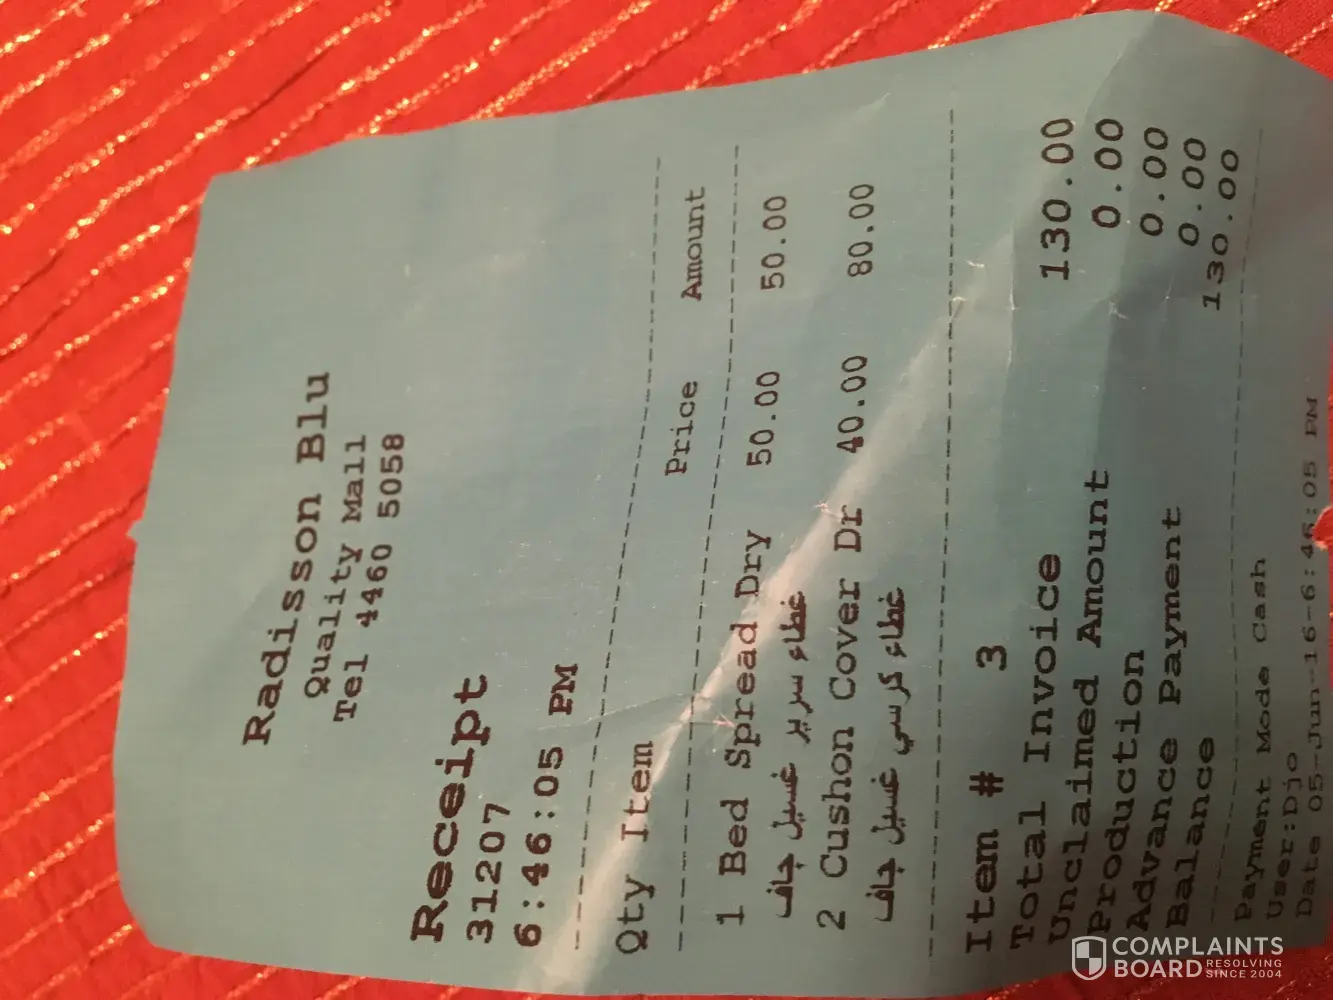 Radisson Blu
Quality Mall
Tel 4460 5058
Receipt
31207
6:46:05 PM
Qty Item Price Amount
1 Bed Spread Dry 50.00 50.00
غطاء سرير غسيل جاف
2 Cushon Cover Dr 40.00 80.00
غطاء كرسي غسيل جاف
Item # 3
Total Invoice 130.00
Unclaimed Amount 0.00
Production 0.00
Advance Payment 0.00
Balance 130.00
Payment Mode Cash
User:Djo
Date 05-Jun-16-6:46:05 PM
COMPLAINTS
BOARD RESOLVING
SINCE 2004